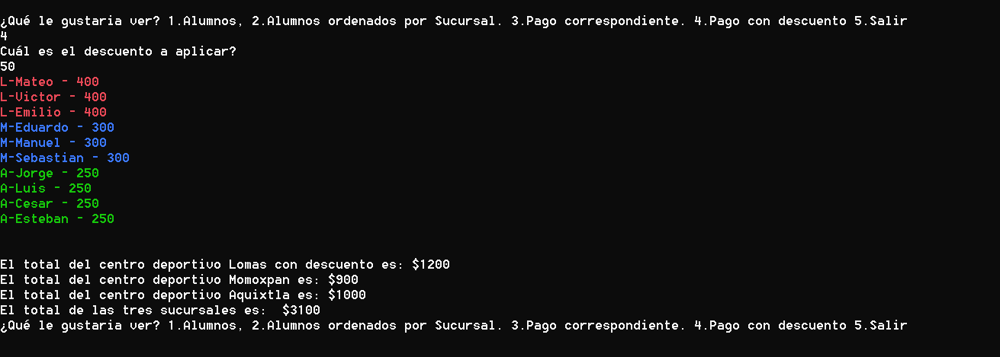 ¿Qué le gustaria ver? 1.Alumnos, 2.Alumnos ordenados por Sucursal. 3.Pago correspondiente. 4.Pago con descuento 5.Salir
4
Cuál es el descuento a aplicar?
50
L-Mateo - 400
L-Victor - 400
L-Emilio - 400
M-Eduardo - 300
M-Manuel - 300
M-Sebastian - 300
A-Jorge - 250
A-Luis - 250
A-Cesar - 250
A-Esteban - 250
El total del centro deportivo Lomas con descuento es: $1200
El total del centro deportivo Momoxpan es: $900
El total del centro deportivo Aquixtla es: $1000
El total de las tres sucursales es:  $3100
¿Qué le gustaria ver? 1.Alumnos, 2.Alumnos ordenados por Sucursal. 3.Pago correspondiente. 4.Pago con descuento 5.Salir